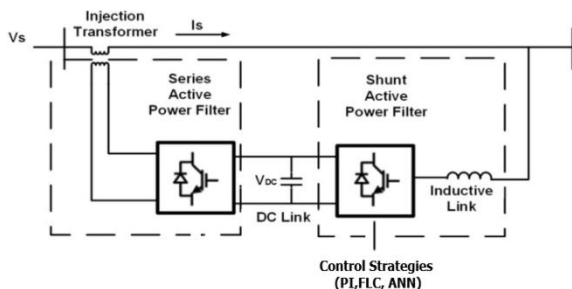 Injection
Transformer
Vs
Is
Series
Active
Power Filter
Shunt
Active
Power Filter
VDC
DC Link
Inductive
Link
Control Strategies
(PI,FLC, ANN)